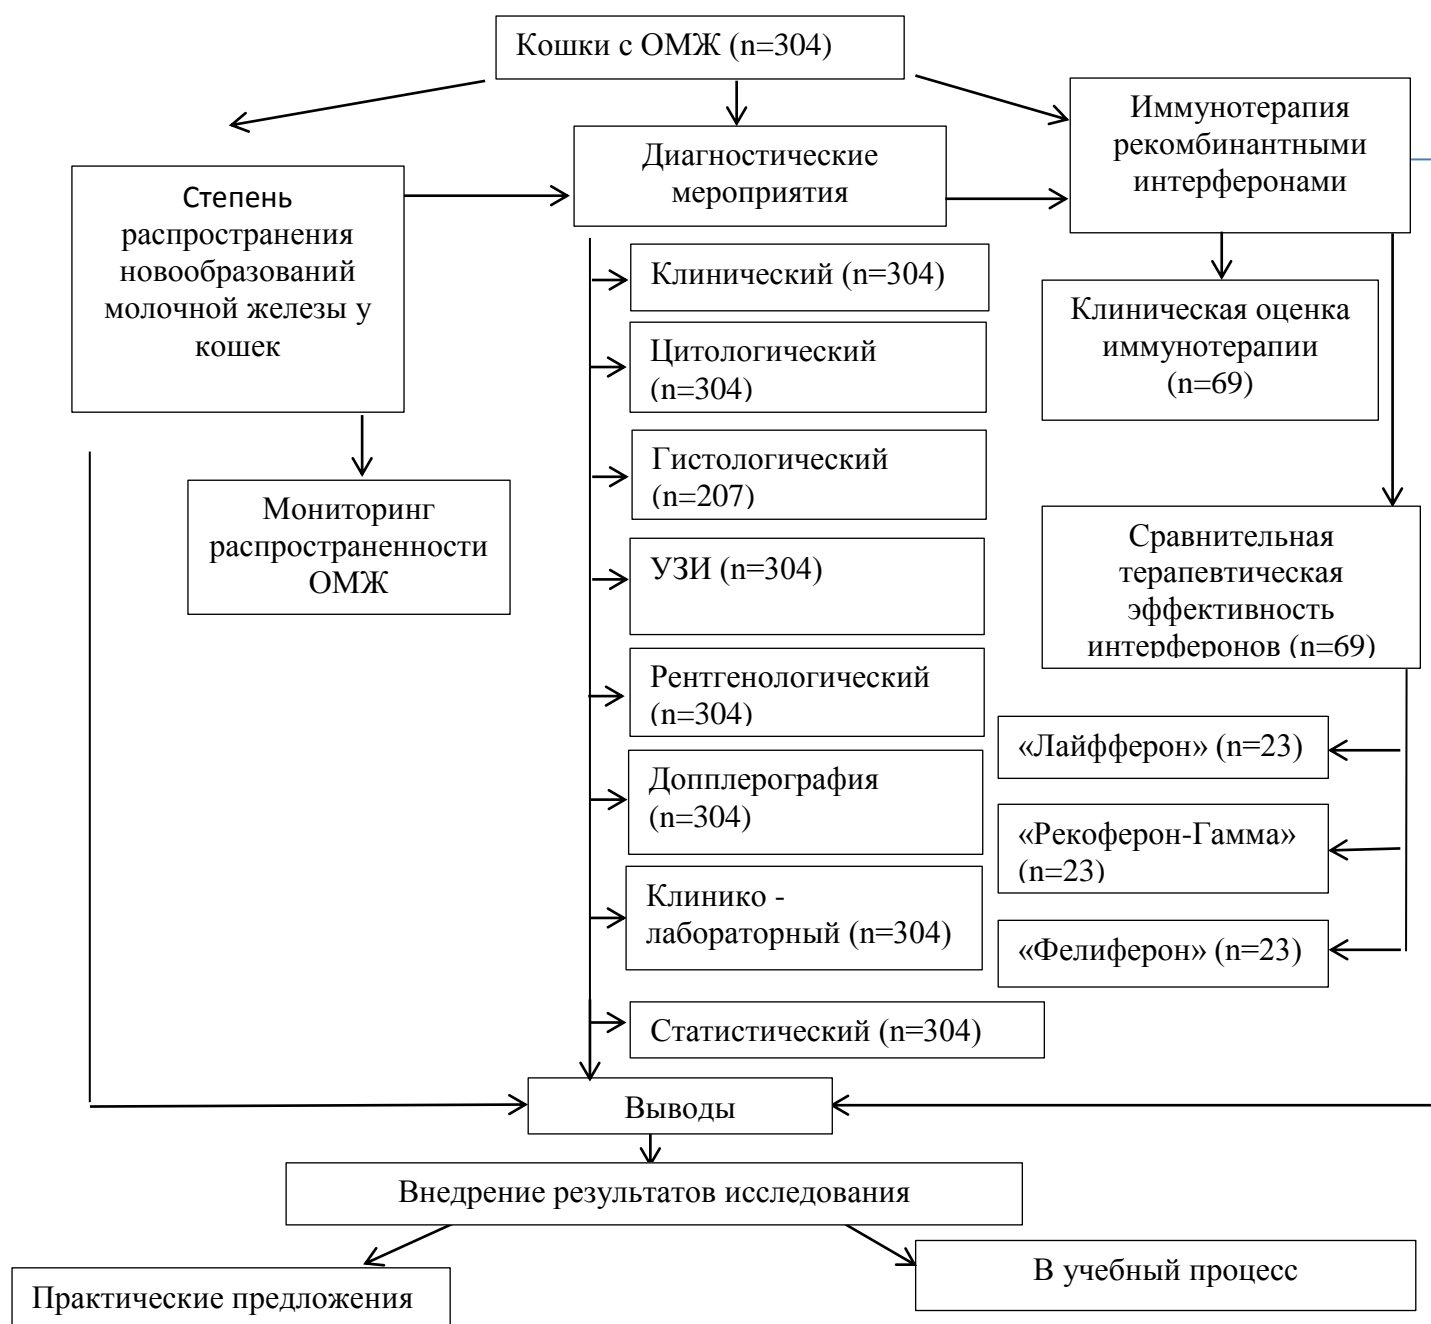 Кошки с ОМЖ (n=304)
Степень
распространения
новообразований
молочной железы у
кошек
Мониторинг
распространенности
ОМЖ
Диагностические
мероприятия
Клинический (n=304)
Цитологический
(n=304)
Гистологический
(n=207)
УЗИ (n=304)
Рентгенологический
(n=304)
Допплерография
(n=304)
Клинико -
лабораторный (n=304)
Статистический (n=304)
Иммунотерапия
рекомбинантными
интерферонами
Клиническая оценка
иммунотерапии
(n=69)
Сравнительная
терапевтическая
эффективность
интерферонов (n=69)
«Лайфферон» (n=23)
«Рекоферон-Гамма»
(n=23)
«Фелиферон» (n=23)
Выводы
Внедрение результатов исследования
Практические предложения
В учебный процесс